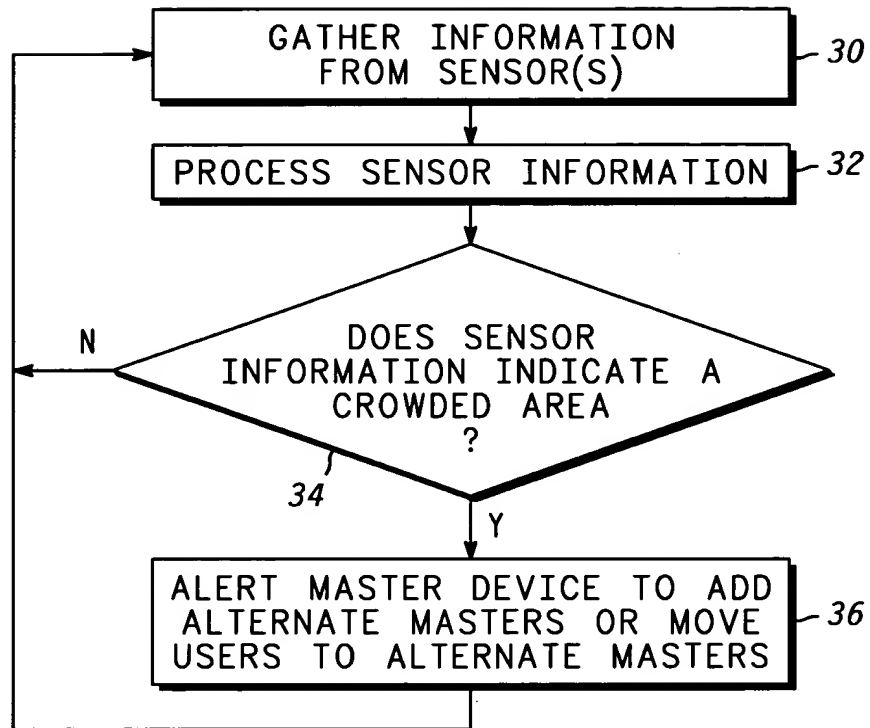 GATHER INFORMATION
FROM SENSOR(S)
30
PROCESS SENSOR INFORMATION
32
N
DOES SENSOR
INFORMATION INDICATE A
CROWDED AREA
?
34
Y
ALERT MASTER DEVICE TO ADD
ALTERNATE MASTERS OR MOVE
USERS TO ALTERNATE MASTERS
36